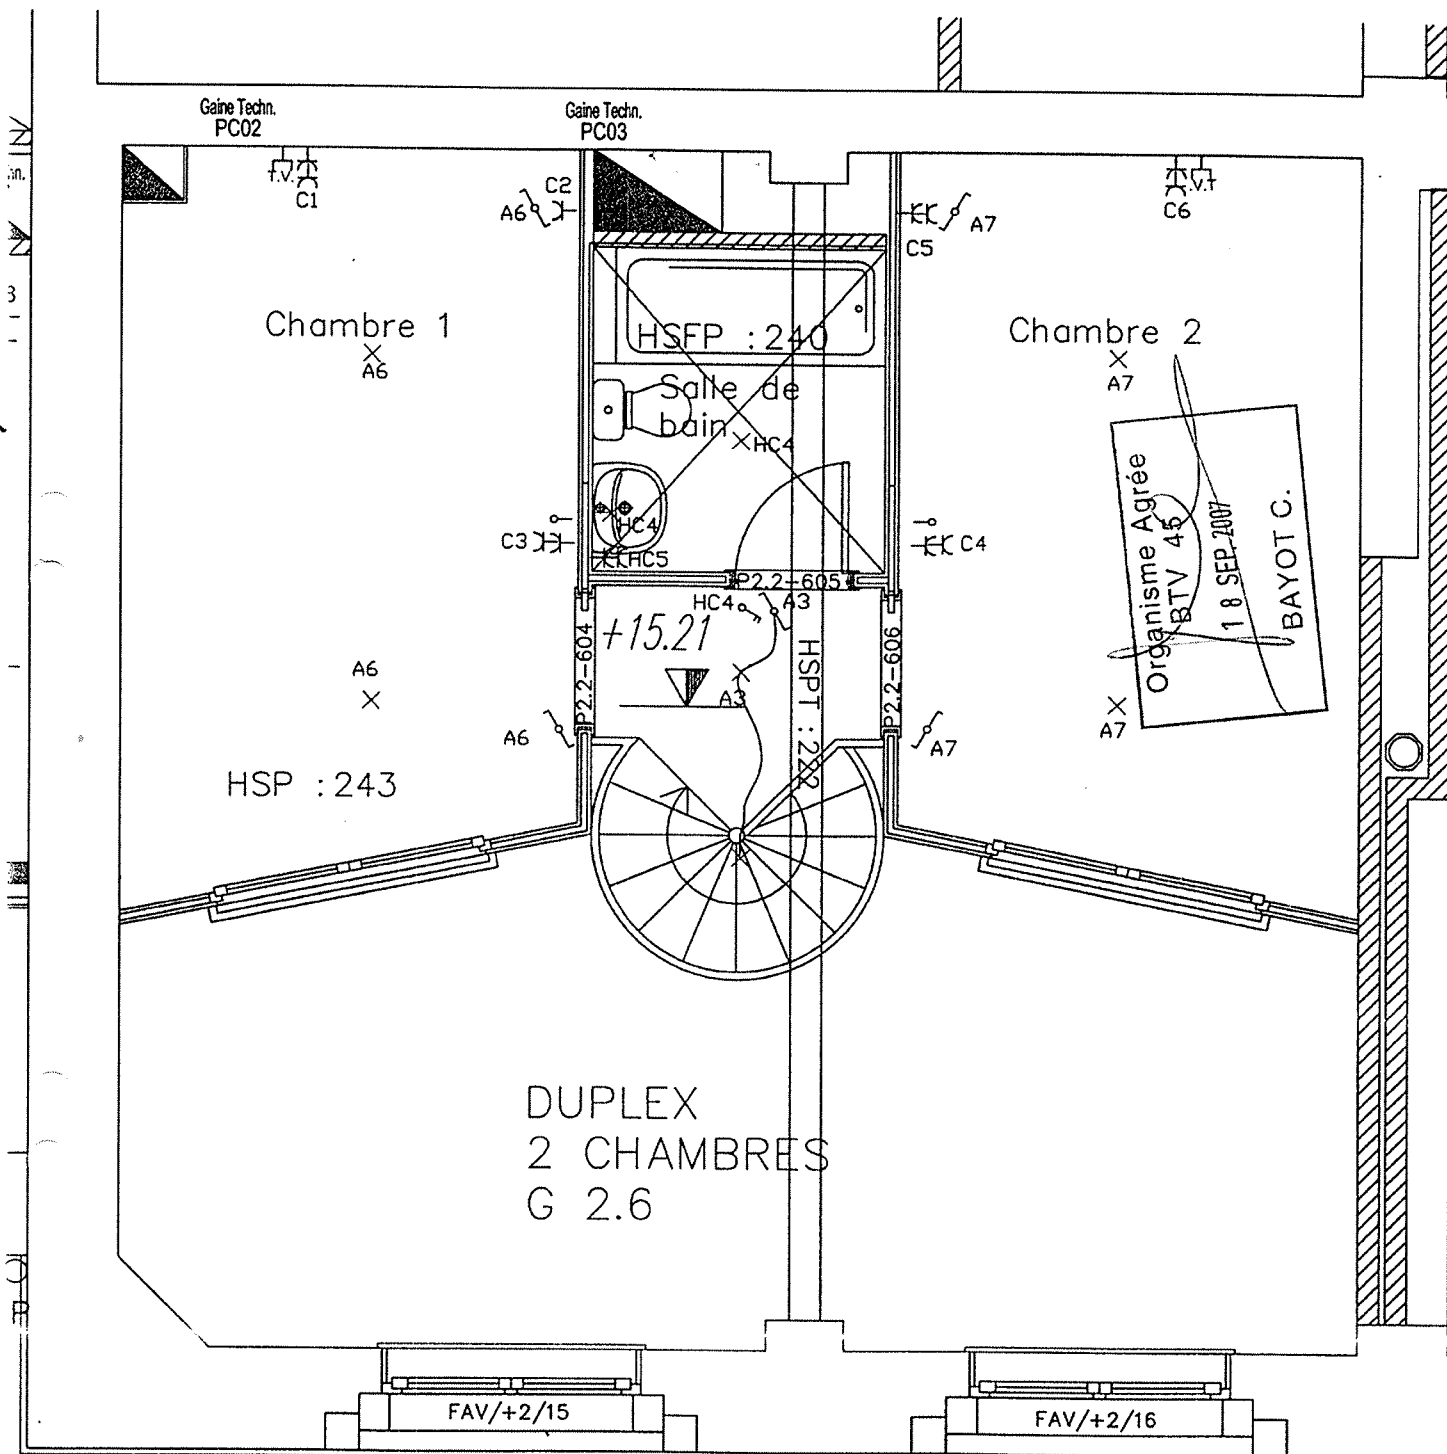 Gaine Techn.
PC02
Gaine Techn.
PC03
T.V.
C1
A6
C2
C5
A7
C6
T.V.
Chambre 1
A6
HSFP : 240
Salle de
bain
HC4
Chambre 2
A7
Organisme Agrée
BTV 45
18 SEP. 2007
BAYOT C.
C3
HC4
HC5
C4
P2.2-605
HC4
A3
+15.21
P2.2-604
HSPT : 222
P2.2-606
A3
A6
A6
A7
A7
HSP : 243
DUPLEX
2 CHAMBRES
G 2.6
FAV/+2/15
FAV/+2/16